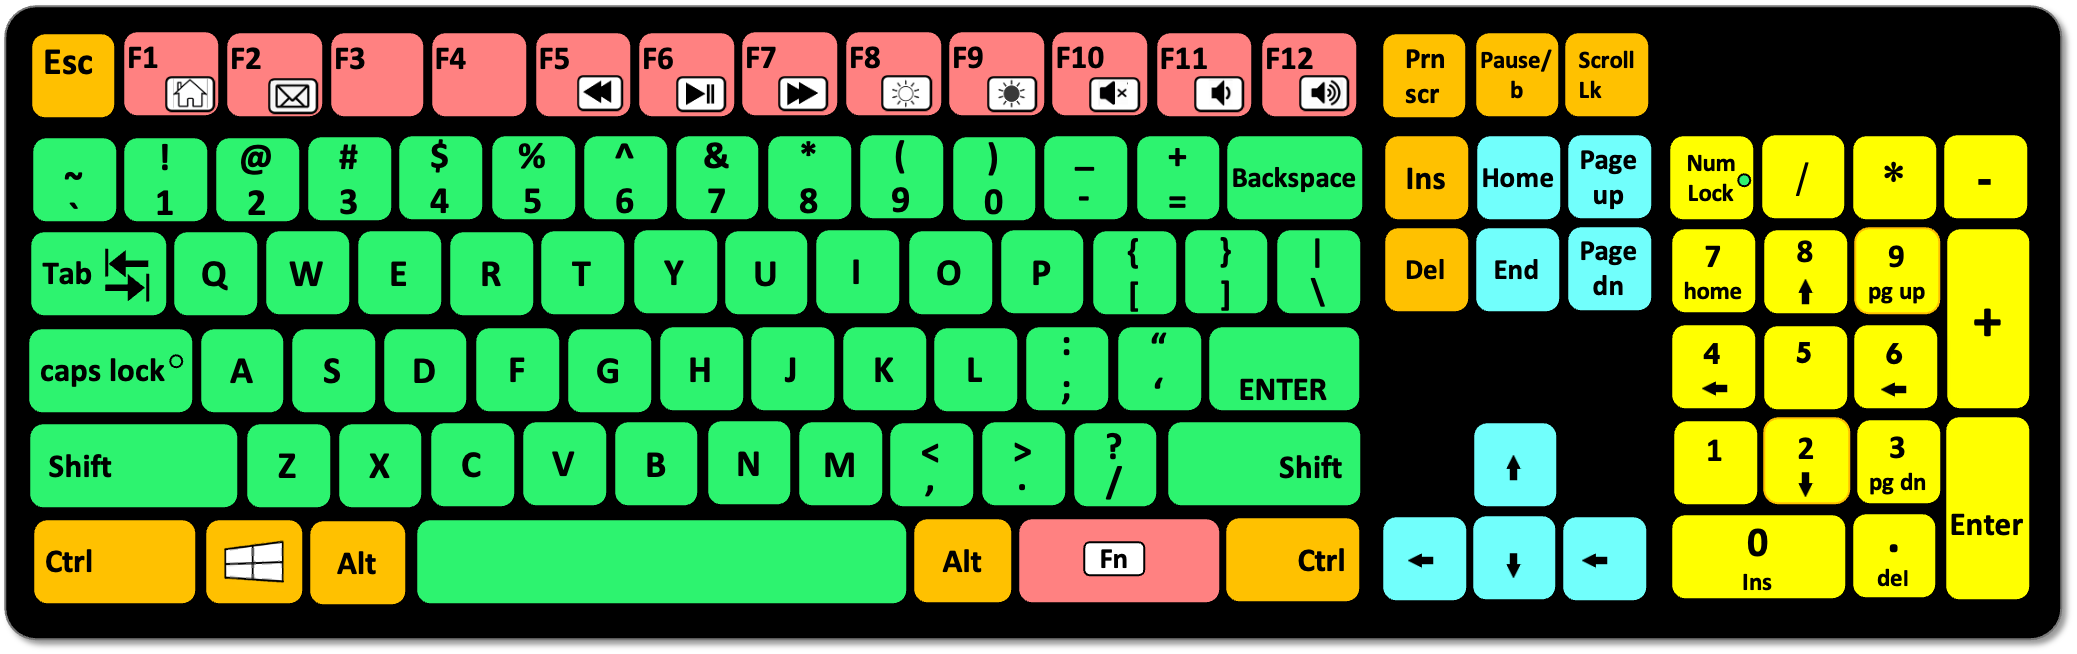 Esc F1 F2 F3 F4 F5 F6 F7 F8 F9 F10 F11 F12 Prn scr Pause/ b Scroll Lk
~ ` ! 1 @ 2 # 3 $ 4 % 5 ^ 6 & 7 * 8 ( 9 ) 0 _ - + = Backspace Ins Home Page up Num Lock / * -
Tab Q W E R T Y U I O P { [ } ] | \ Del End Page dn 7 home 8 9 pg up +
caps lock A S D F G H J K L : ; “ ‘ ENTER 4 5 6
Shift Z X C V B N M < , > . ? / Shift 1 2 3 pg dn Enter
Ctrl Alt Alt Fn Ctrl 0 Ins . del